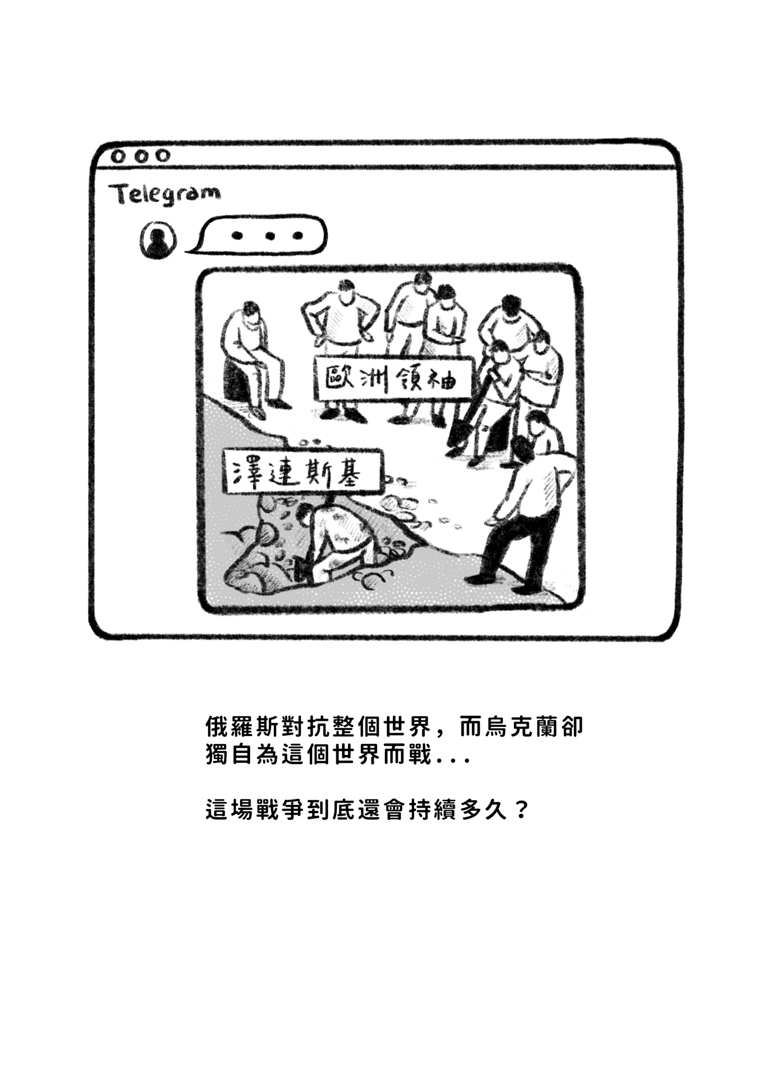 Telegram
歐洲領袖
澤連斯基
俄羅斯對抗整個世界，而烏克蘭卻
獨自為這個世界而戰...
這場戰爭到底還會持續多久？